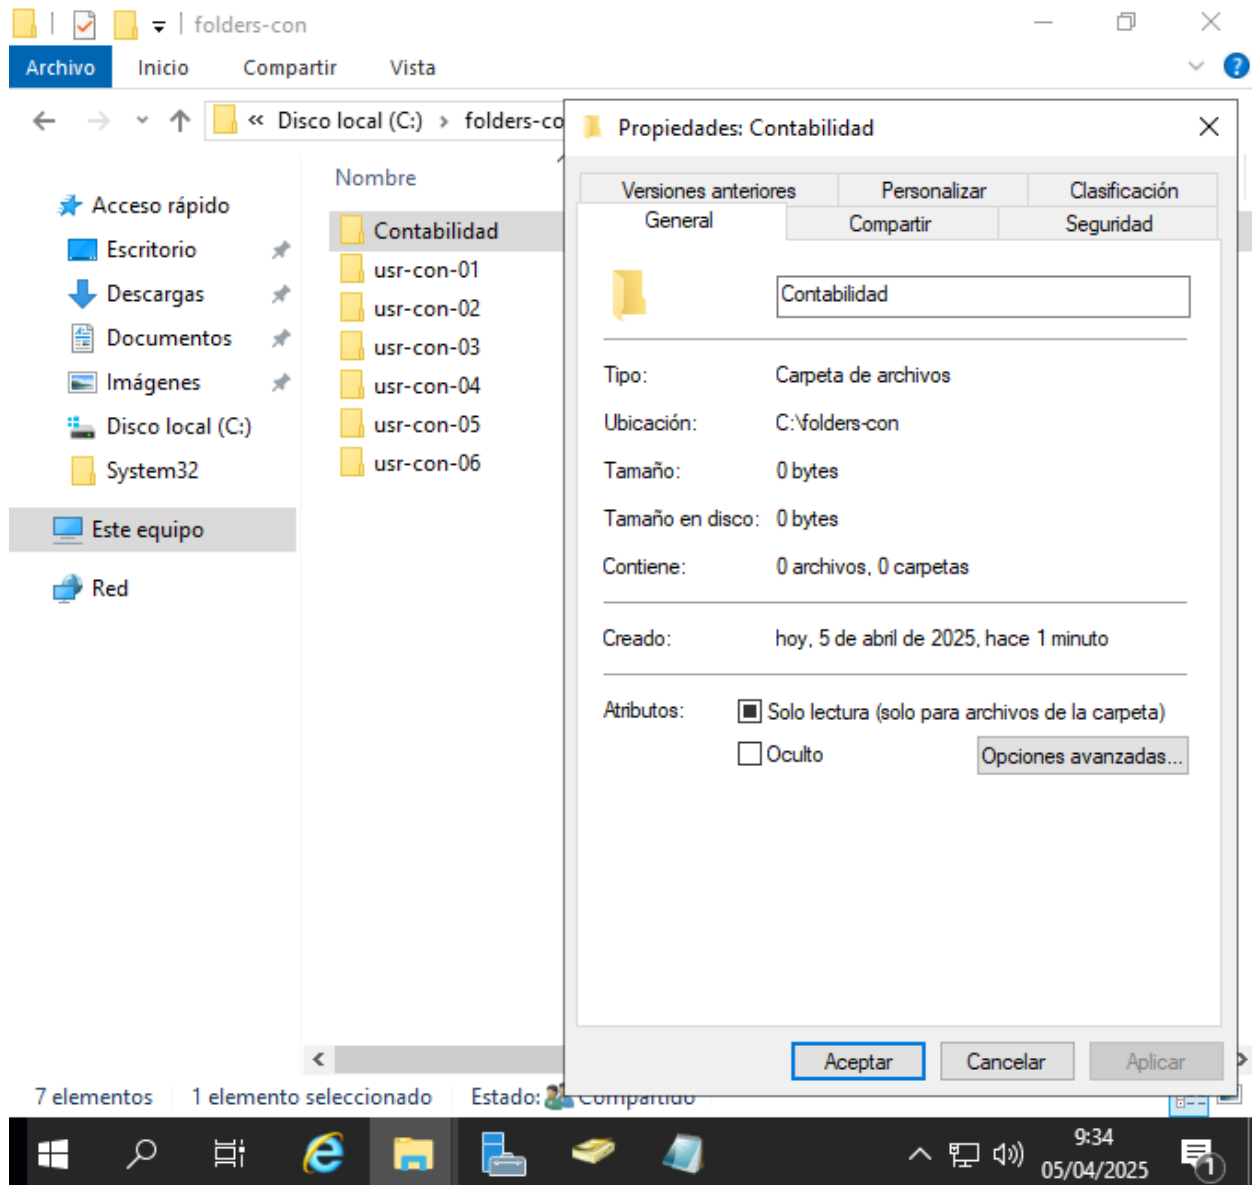 folders-con
Archivo Inicio Compartir Vista
« Disco local (C:) › folders-co
Nombre
Acceso rápido
Escritorio
Descargas
Documentos
Imágenes
Disco local (C:)
System32
Este equipo
Red
Contabilidad
usr-con-01
usr-con-02
usr-con-03
usr-con-04
usr-con-05
usr-con-06
Propiedades: Contabilidad
Versiones anteriores Personalizar Clasificación
General Compartir Seguridad
Contabilidad
Tipo: Carpeta de archivos
Ubicación: C:\folders-con
Tamaño: 0 bytes
Tamaño en disco: 0 bytes
Contiene: 0 archivos, 0 carpetas
Creado: hoy, 5 de abril de 2025, hace 1 minuto
Atributos: Solo lectura (solo para archivos de la carpeta)
Oculto Opciones avanzadas...
Aceptar Cancelar Aplicar
7 elementos 1 elemento seleccionado Estado: Compartido
9:34
05/04/2025
1